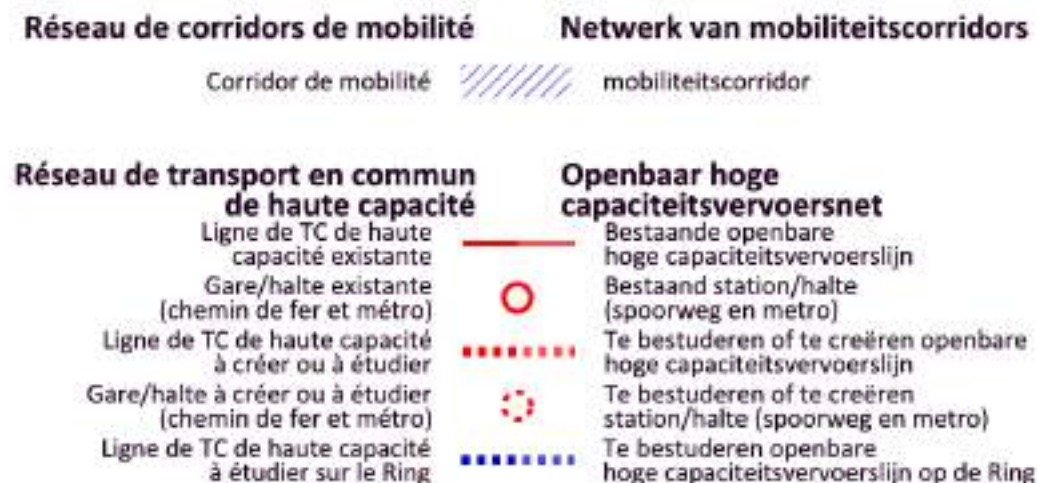 Réseau de corridors de mobilité
Netwerk van mobiliteitscorridors
Corridor de mobilité
mobiliteitscorridor
Réseau de transport en commun
de haute capacité
Openbaar hoge
capaciteitsvervoersnet
Ligne de TC de haute
capacité existante
Bestaande openbare
hoge capaciteitsvervoerslijn
Gare/halte existante
(chemin de fer et métro)
Bestaand station/halte
(spoorweg en metro)
Ligne de TC de haute capacité
à créer ou à étudier
Te bestuderen of te creëren openbare
hoge capaciteitsvervoerslijn
Gare/halte à créer ou à étudier
(chemin de fer et métro)
Te bestuderen of te creëren
station/halte (spoorweg en metro)
Ligne de TC de haute capacité
à étudier sur le Ring
Te bestuderen openbare
hoge capaciteitsvervoerslijn op de Ring